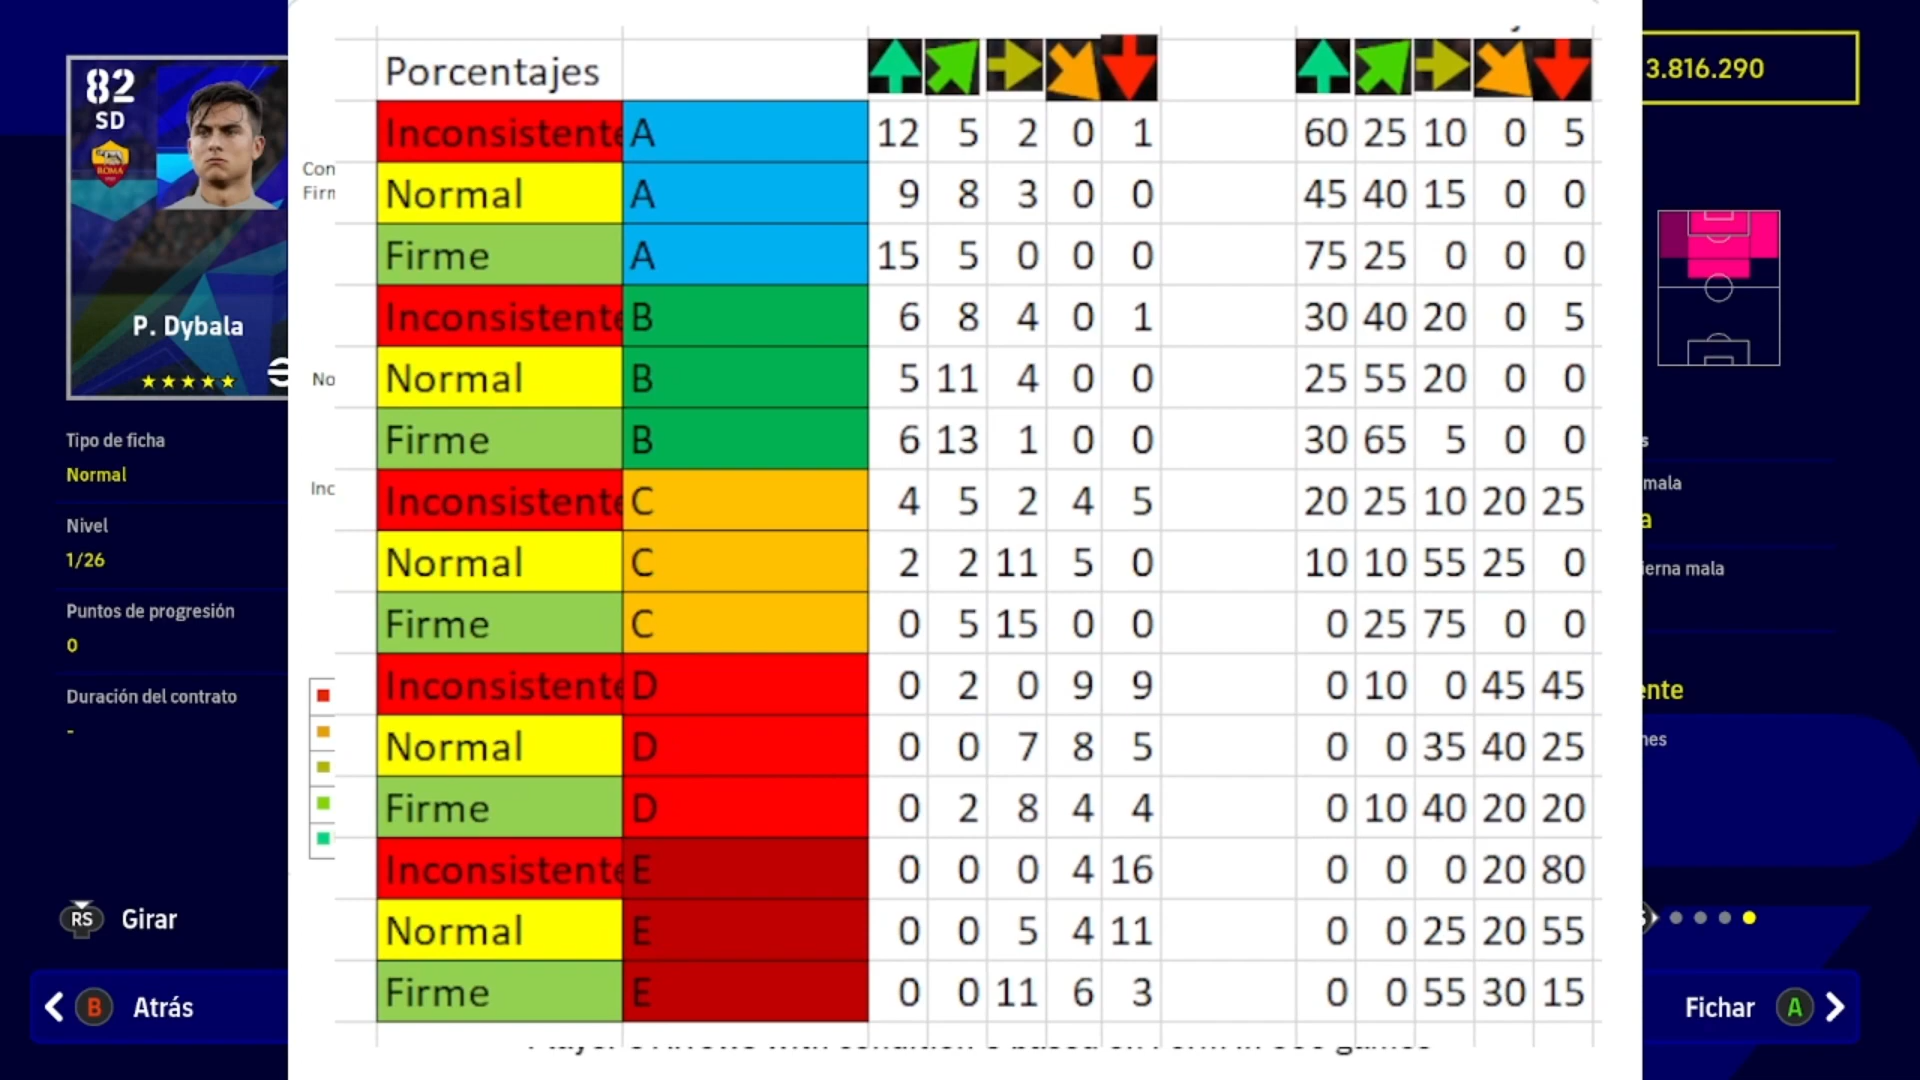 82
SD
ROMA
P. Dybala
Tipo de ficha
Normal
Nivel
1/26
Puntos de progresión
0
Duración del contrato
-
RS Girar
B Atrás
Con
Firm
No
Inc
Porcentajes
Inconsistente A 12 5 2 0 1 60 25 10 0 5
Normal A 9 8 3 0 0 45 40 15 0 0
Firme A 15 5 0 0 0 75 25 0 0 0
Inconsistente B 6 8 4 0 1 30 40 20 0 5
Normal B 5 11 4 0 0 25 55 20 0 0
Firme B 6 13 1 0 0 30 65 5 0 0
Inconsistente C 4 5 2 4 5 20 25 10 20 25
Normal C 2 2 11 5 0 10 10 55 25 0
Firme C 0 5 15 0 0 0 25 75 0 0
Inconsistente D 0 2 0 9 9 0 10 0 45 45
Normal D 0 0 7 8 5 0 0 35 40 25
Firme D 0 2 8 4 4 0 10 40 20 20
Inconsistente E 0 0 0 4 16 0 0 0 20 80
Normal E 0 0 5 4 11 0 0 25 20 55
Firme E 0 0 11 6 3 0 0 55 30 15
3.816.290
s
mala
a
ierna mala
ente
nes
Fichar A